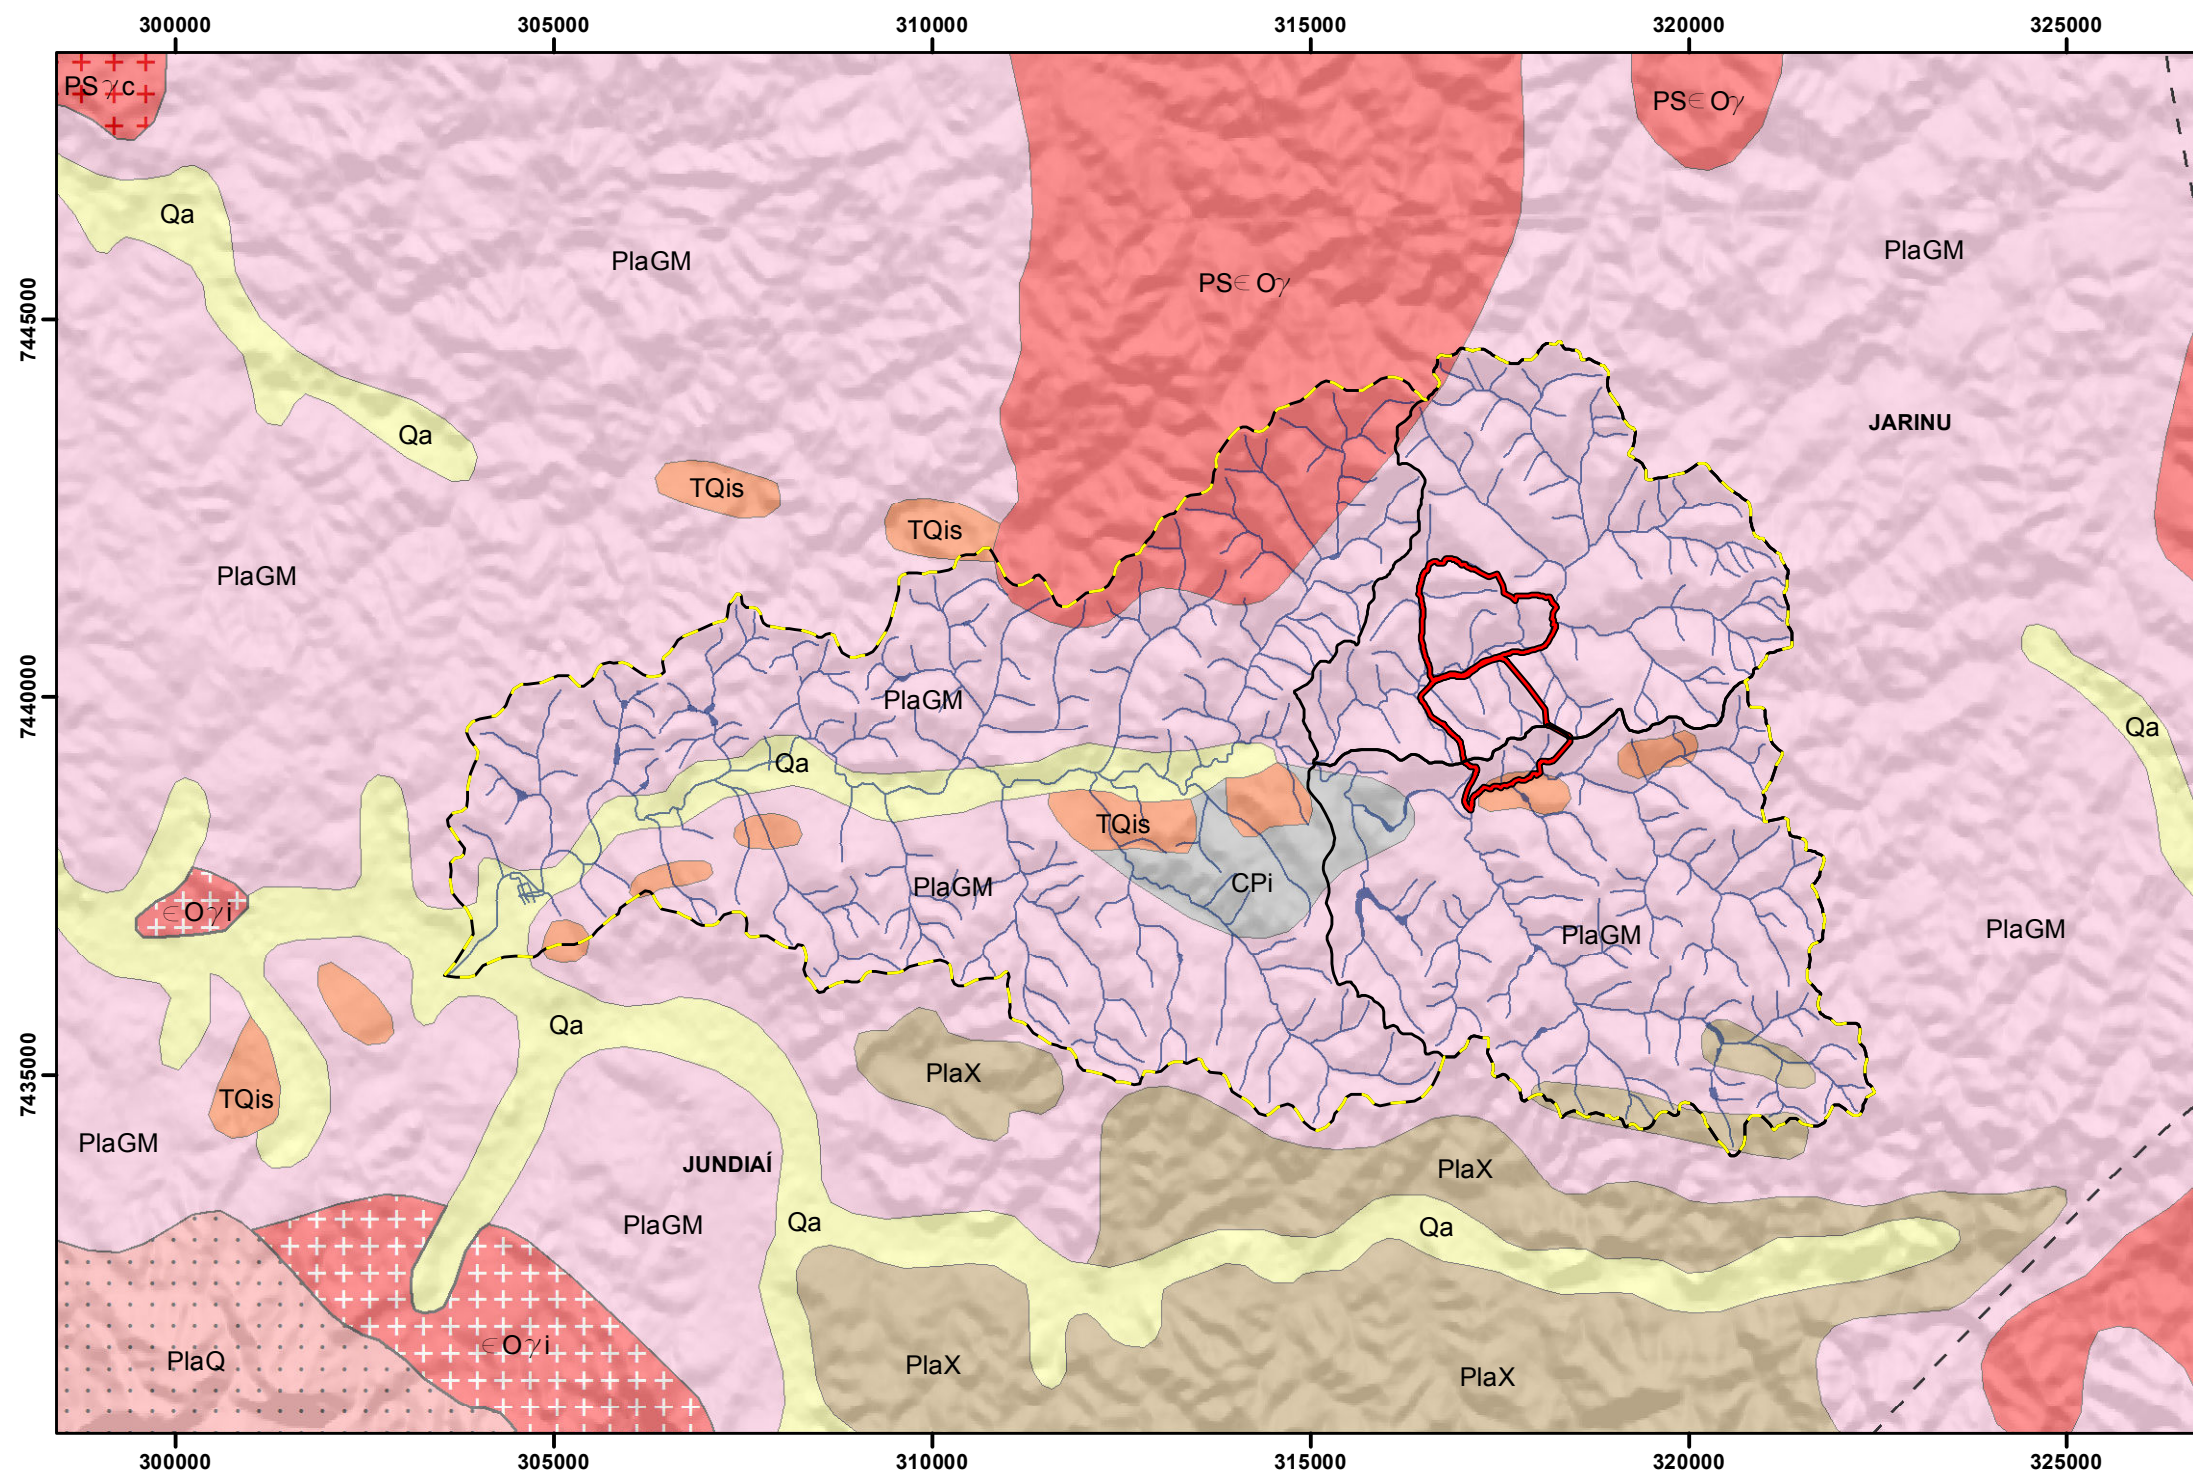 300000 305000 310000 315000 320000 325000
PSγc
PS∈Oγ
Qa
PlaGM
PlaGM
PS∈Oγ
7445000
7445000
JARINU
Qa
TQis
TQis
PlaGM
7440000
PlaGM
Qa
Qa
TQis
CPi
PlaGM
∈Oγi
PlaGM
PlaGM
Qa
7435000
PlaX
TQis
PlaGM
JUNDIAÍ
PlaX
PlaGM
Qa
Qa
∈Oγi
PlaQ
PlaX
PlaX
300000 305000 310000 315000 320000 325000